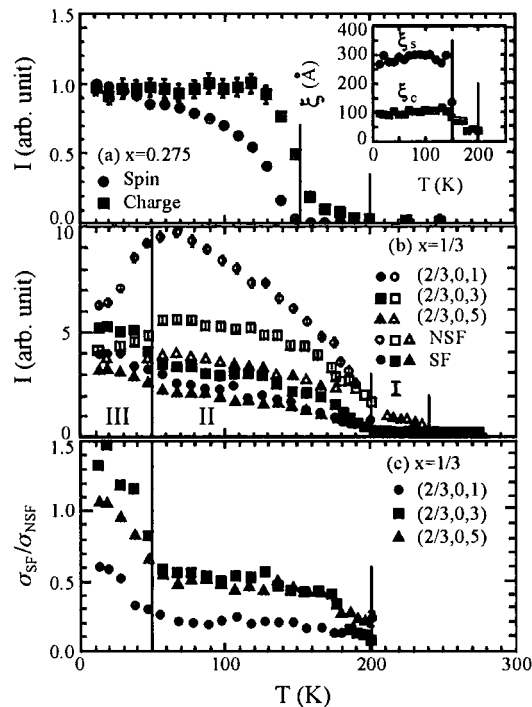 400
300
200
100
0
ξs
ξc
0
100
200
T (K)
ξ (Å)
1.5
1.0
0.5
0.0
I (arb. unit)
(a) x=0.275
Spin
Charge
10
5
0
I (arb. unit)
(b) x=1/3
(2/3,0,1)
(2/3,0,3)
(2/3,0,5)
NSF
SF
III
II
I
1.5
1.0
0.5
0.0
σSF/σNSF
(c) x=1/3
(2/3,0,1)
(2/3,0,3)
(2/3,0,5)
0
100
200
300
T (K)